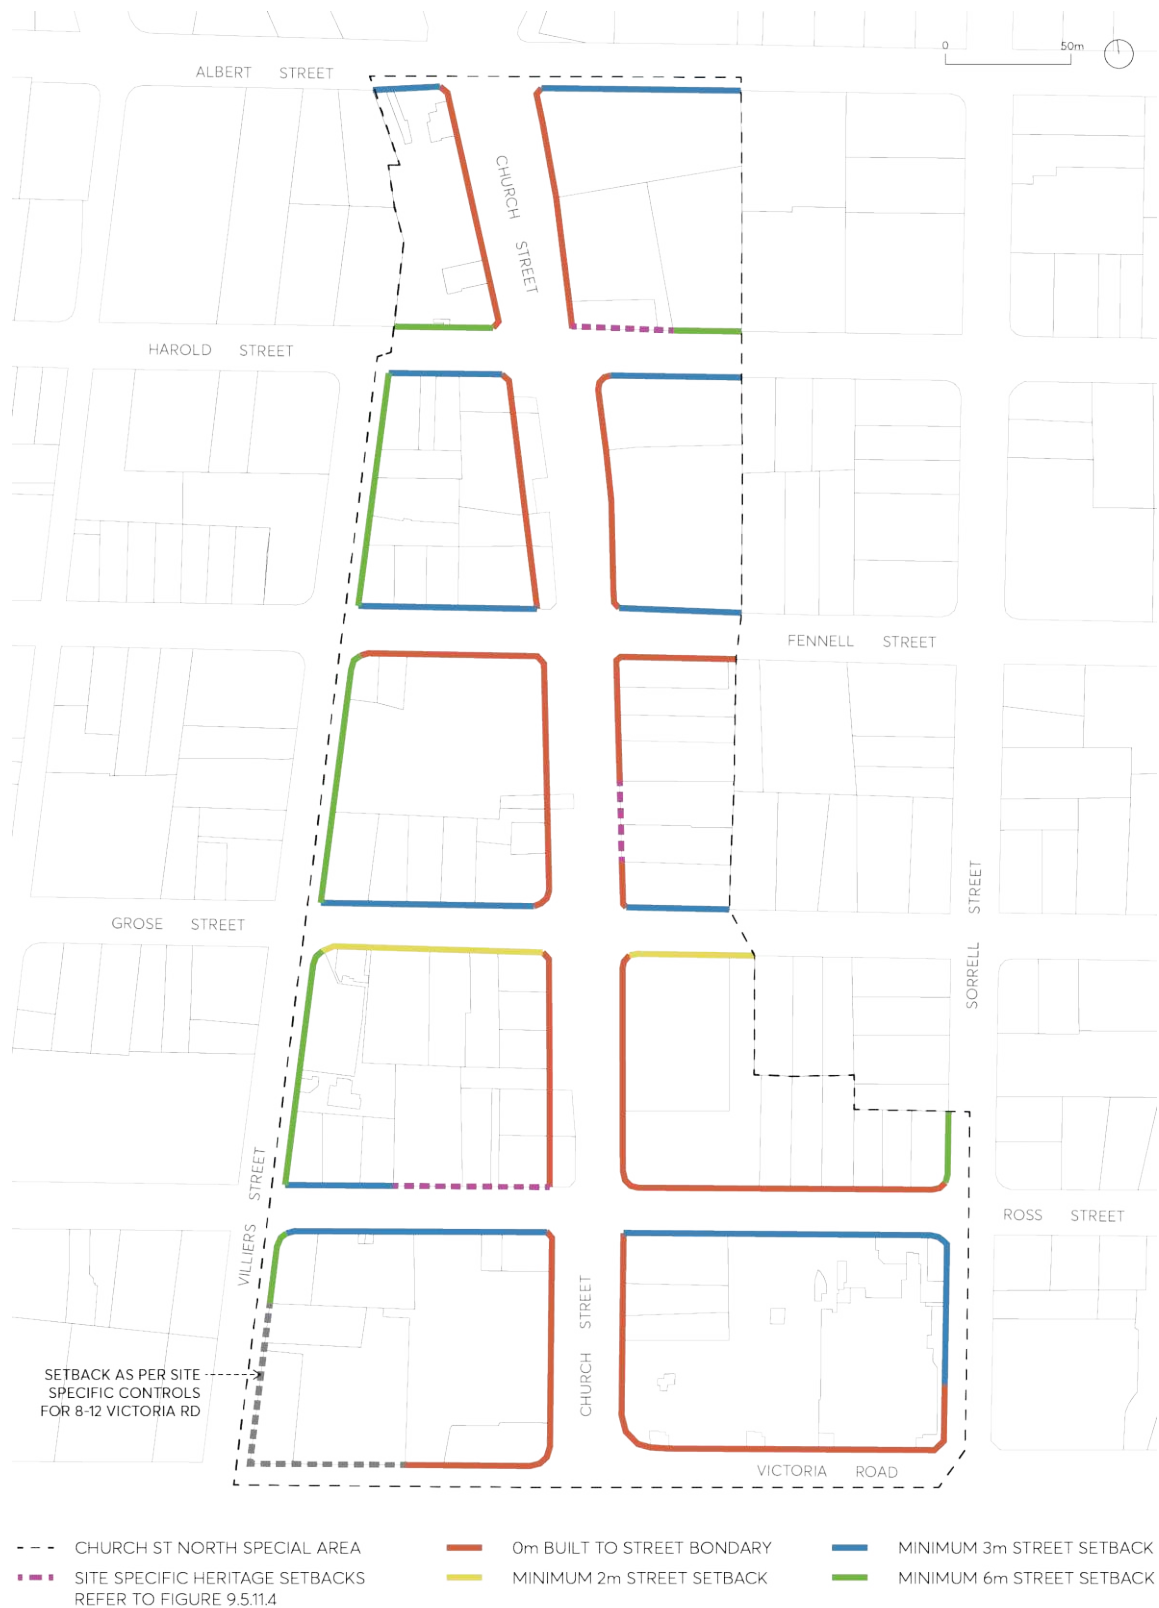 0 50m
ALBERT STREET
CHURCH STREET
HAROLD STREET
FENNELL STREET
GROSE STREET
SORRELL STREET
VILLIERS STREET
ROSS STREET
CHURCH STREET
SETBACK AS PER SITE
SPECIFIC CONTROLS
FOR 8-12 VICTORIA RD
VICTORIA ROAD
CHURCH ST NORTH SPECIAL AREA
SITE SPECIFIC HERITAGE SETBACKS
REFER TO FIGURE 9.5.11.4
0m BUILT TO STREET BONDARY
MINIMUM 2m STREET SETBACK
MINIMUM 3m STREET SETBACK
MINIMUM 6m STREET SETBACK